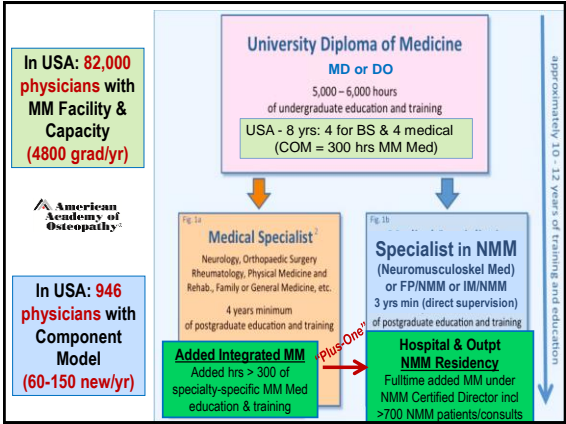 In USA: 82,000
physicians with
MM Facility &
Capacity
(4800 grad/yr)
American
Academy of
Osteopathy
In USA: 946
physicians with
Component
Model
(60-150 new/yr)
University Diploma of Medicine
MD or DO
5,000 – 6,000 hours
of undergraduate education and training
USA - 8 yrs: 4 for BS & 4 medical
(COM = 300 hrs MM Med)
Fig: 1a
Medical Specialist 2
Neurology, Orthopaedic Surgery
Rheumatology, Physical Medicine and
Rehab., Family or General Medicine, etc.
4 years minimum
of postgraduate education and training
Added Integrated MM
Added hrs > 300 of
specialty-specific MM Med
education & training
"Plus-One"
Fig: 1b
Specialist in NMM
(Neuromusculoskel Med)
or FP/NMM or IM/NMM
3 yrs min (direct supervision)
of postgraduate education and training
Hospital & Outpt
NMM Residency
Fulltime added MM under
NMM Certified Director incl
>700 NMM patients/consults
approximately 10 - 12 years of training and education